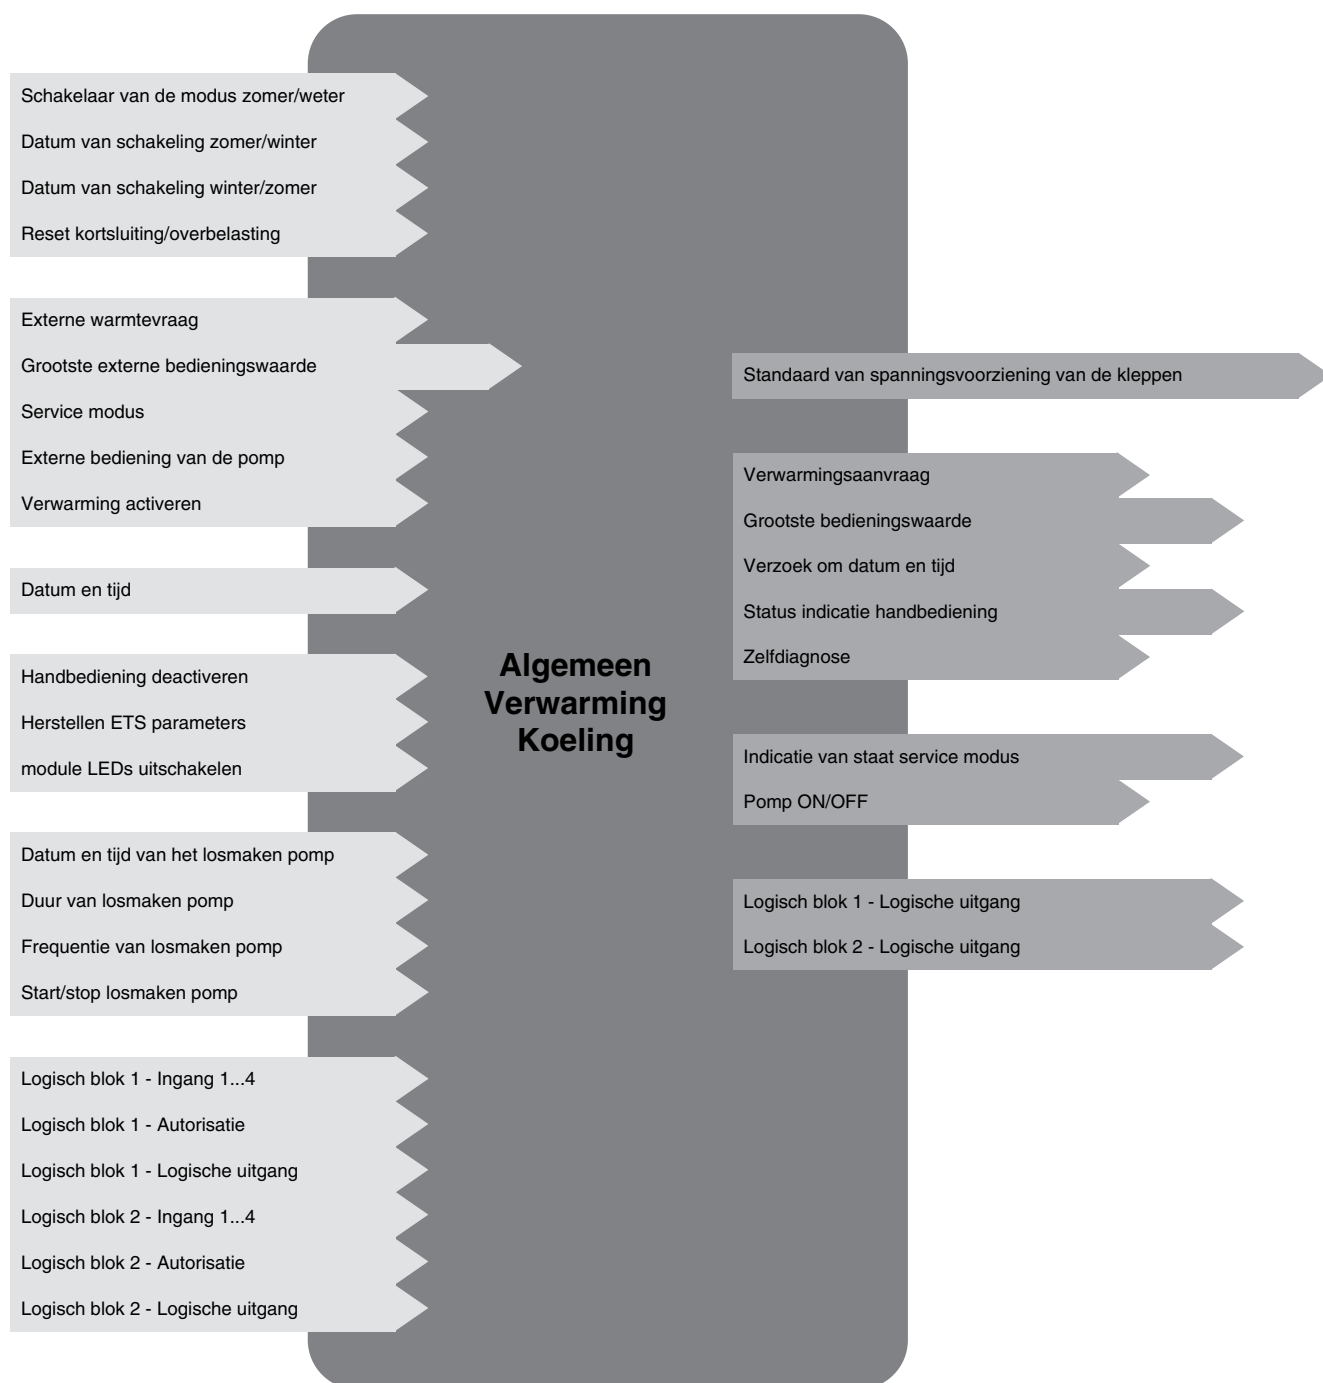 Schakelaar van de modus zomer/weter
Datum van schakeling zomer/winter
Datum van schakeling winter/zomer
Reset kortsluiting/overbelasting
Externe warmtevraag
Grootste externe bedieningswaarde
Service modus
Externe bediening van de pomp
Verwarming activeren
Datum en tijd
Handbediening deactiveren
Herstellen ETS parameters
module LEDs uitschakelen
Datum en tijd van het losmaken pomp
Duur van losmaken pomp
Frequentie van losmaken pomp
Start/stop losmaken pomp
Logisch blok 1 - Ingang 1...4
Logisch blok 1 - Autorisatie
Logisch blok 1 - Logische uitgang
Logisch blok 2 - Ingang 1...4
Logisch blok 2 - Autorisatie
Logisch blok 2 - Logische uitgang
Algemeen
Verwarming
Koeling
Standaard van spanningsvoorziening van de kleppen
Verwarmingsaanvraag
Grootste bedieningswaarde
Verzoek om datum en tijd
Status indicatie handbediening
Zelfdiagnose
Indicatie van staat service modus
Pomp ON/OFF
Logisch blok 1 - Logische uitgang
Logisch blok 2 - Logische uitgang